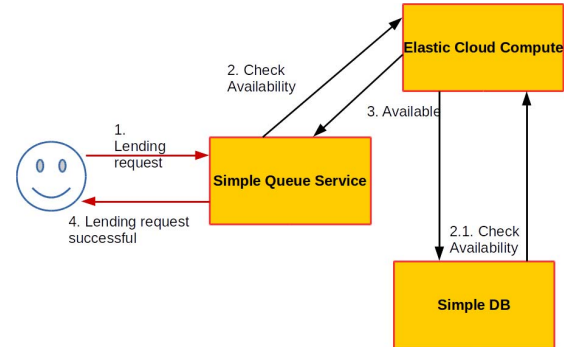 Elastic Cloud Compute
2. Check
Availability
3. Available
1.
Lending
request
Simple Queue Service
4. Lending request
successful
2.1. Check
Availability
Simple DB